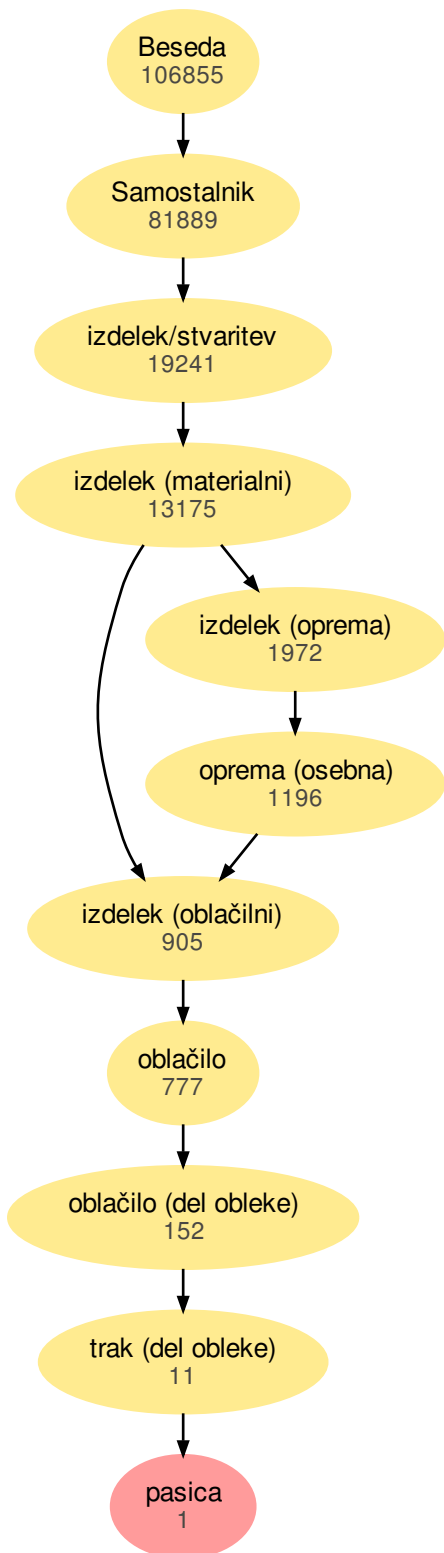 Beseda
106855
Samostalnik
81889
izdelek/stvaritev
19241
izdelek (materialni)
13175
izdelek (oprema)
1972
oprema (osebna)
1196
izdelek (oblačilni)
905
oblačilo
777
oblačilo (del obleke)
152
trak (del obleke)
11
pasica
1